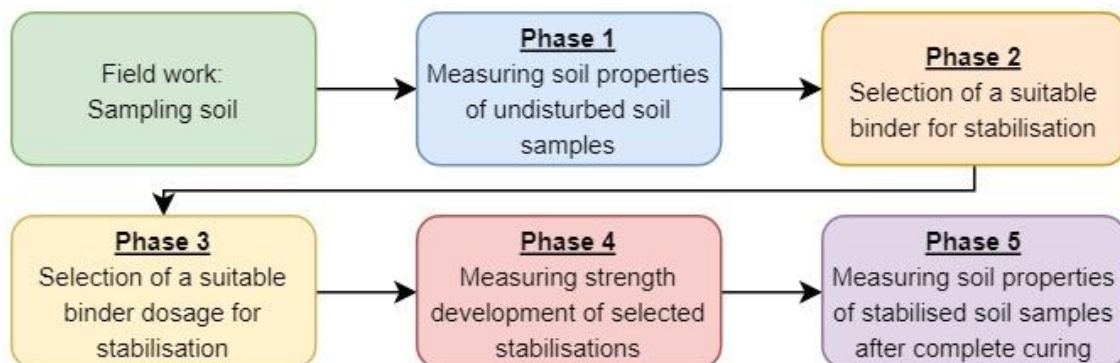 Field work:
Sampling soil
Phase 1
Measuring soil properties
of undisturbed soil
samples
Phase 2
Selection of a suitable
binder for stabilisation
Phase 3
Selection of a suitable
binder dosage for
stabilisation
Phase 4
Measuring strength
development of selected
stabilisations
Phase 5
Measuring soil properties
of stabilised soil samples
after complete curing